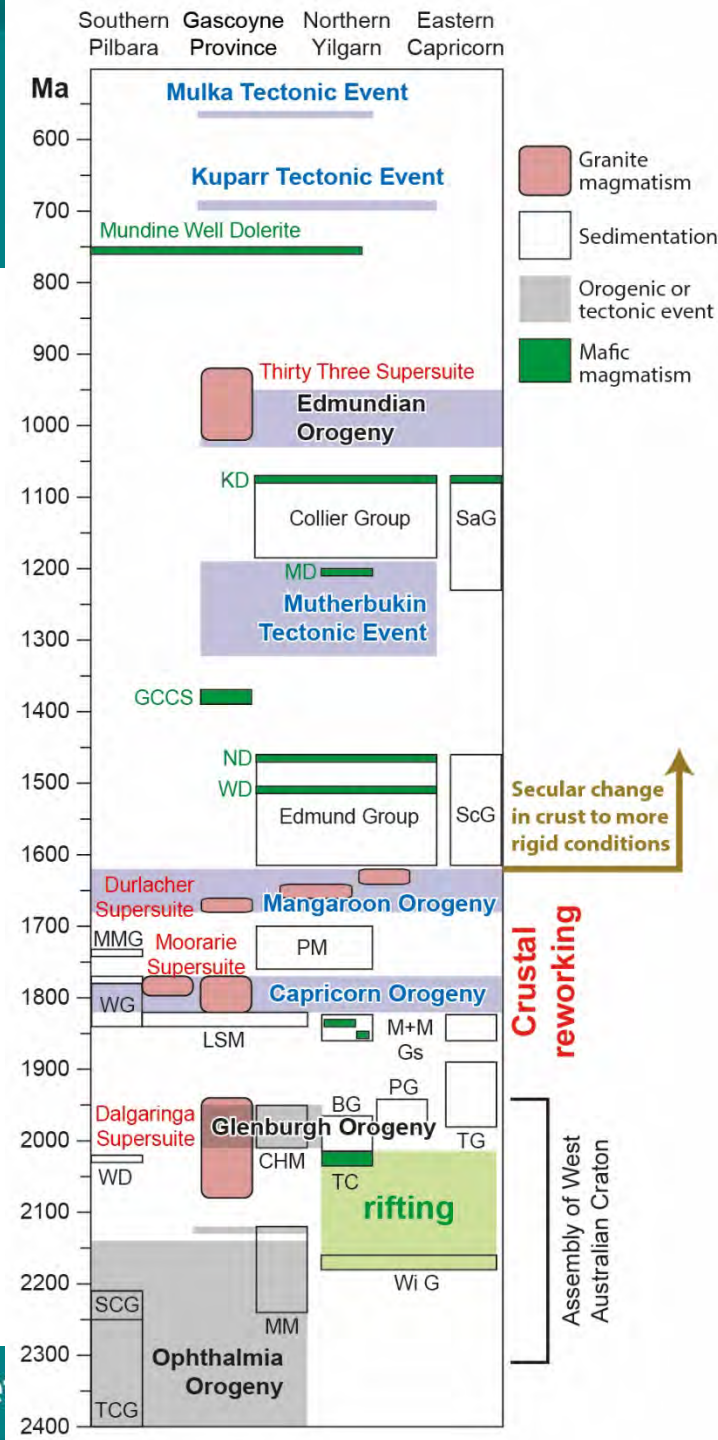 Southern Gascoyne Northern Eastern
Pilbara Province Yilgarn Capricorn
Ma
Mulka Tectonic Event
600
Granite
magmatism
Kuparr Tectonic Event
700
Sedimentation
Mundine Well Dolerite
800
Orogenic or
tectonic event
900
Mafic
magmatism
Thirty Three Supersuite
Edmundian
Orogeny
1000
KD
1100
Collier Group
SaG
1200
MD
Mutherbukin
Tectonic Event
1300
GCCS
1400
ND
1500
WD
Edmund Group
ScG
Secular change
in crust to more
rigid conditions
1600
Durlacher
Supersuite
Mangaroon Orogeny
1700
MMG
Moorarie
Supersuite
PM
1800
WG
Capricorn Orogeny
LSM
M+M
Gs
Crustal
reworking
1900
PG
BG
Dalgaringa
Supersuite
Glenburgh Orogeny
2000
TG
WD
CHM
TC
2100
rifting
2200
Wi G
SCG
MM
Assembly of West
Australian Craton
2300
Ophthalmia
Orogeny
TCG
2400